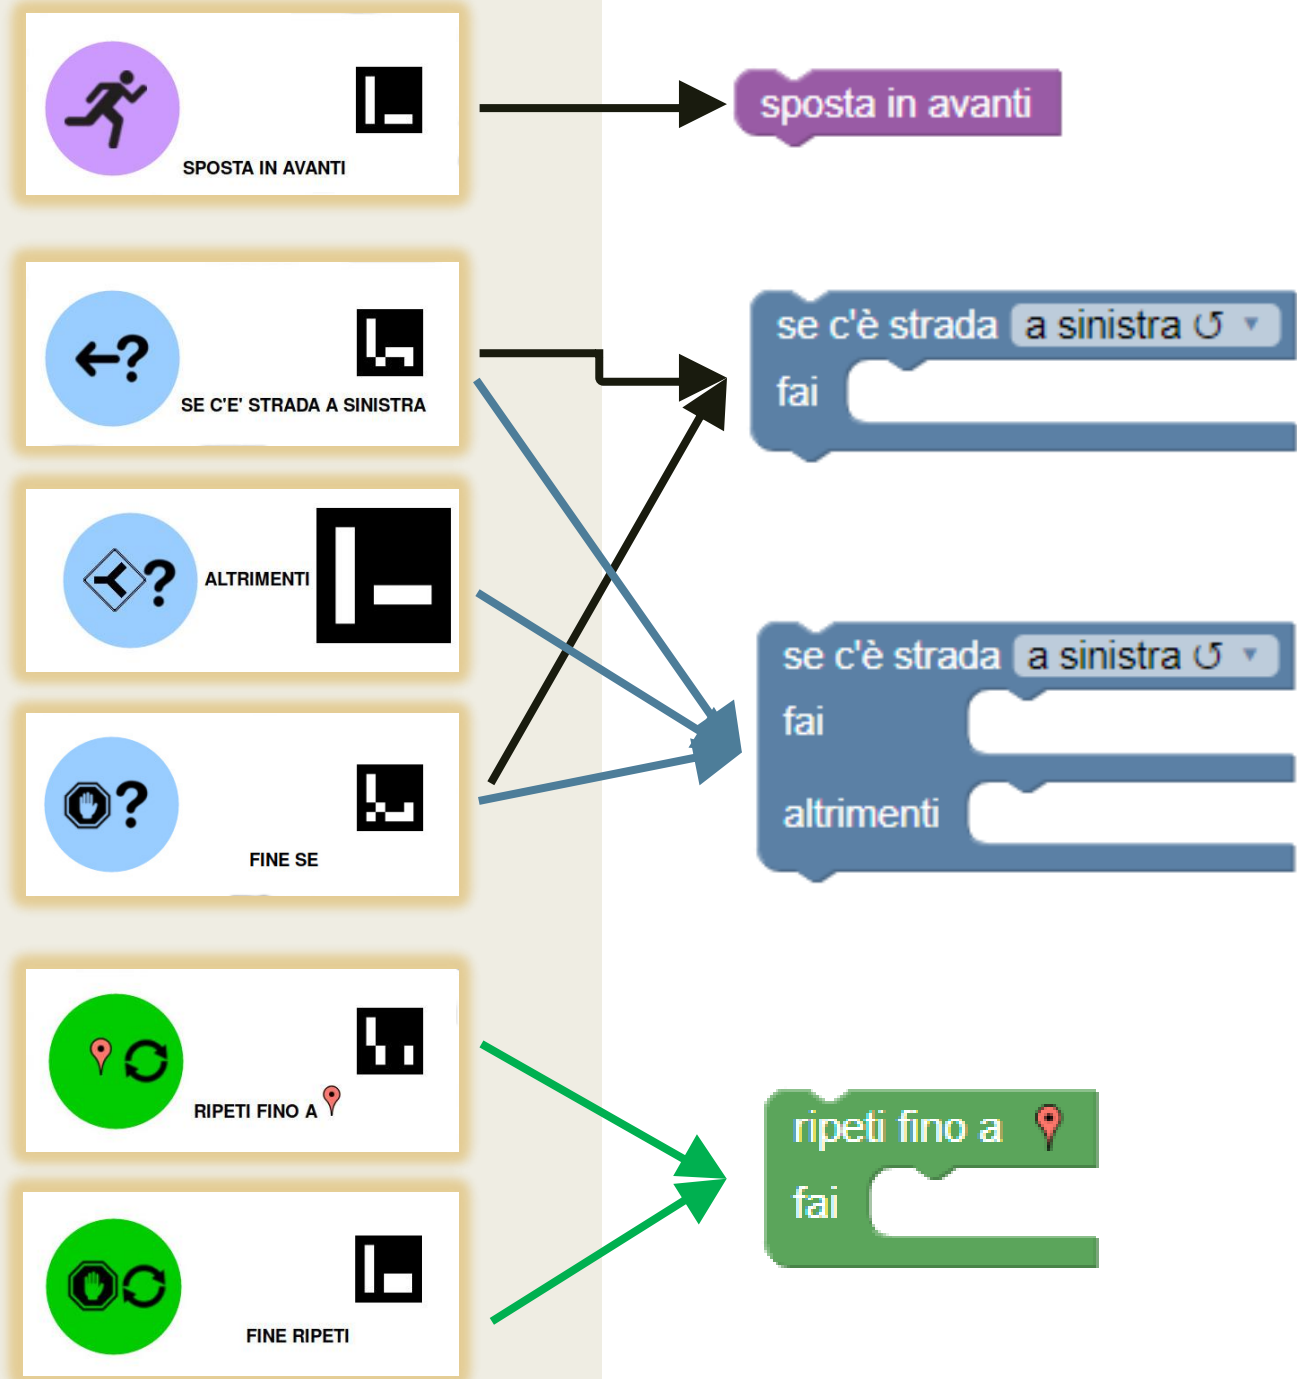 SPOSTA IN AVANTI
sposta in avanti
SE C'E' STRADA A SINISTRA
se c'è strada a sinistra ↺ ▼
fai
ALTRIMENTI
FINE SE
se c'è strada a sinistra ↺ ▼
fai
altrimenti
RIPETI FINO A
FINE RIPETI
ripeti fino a
fai